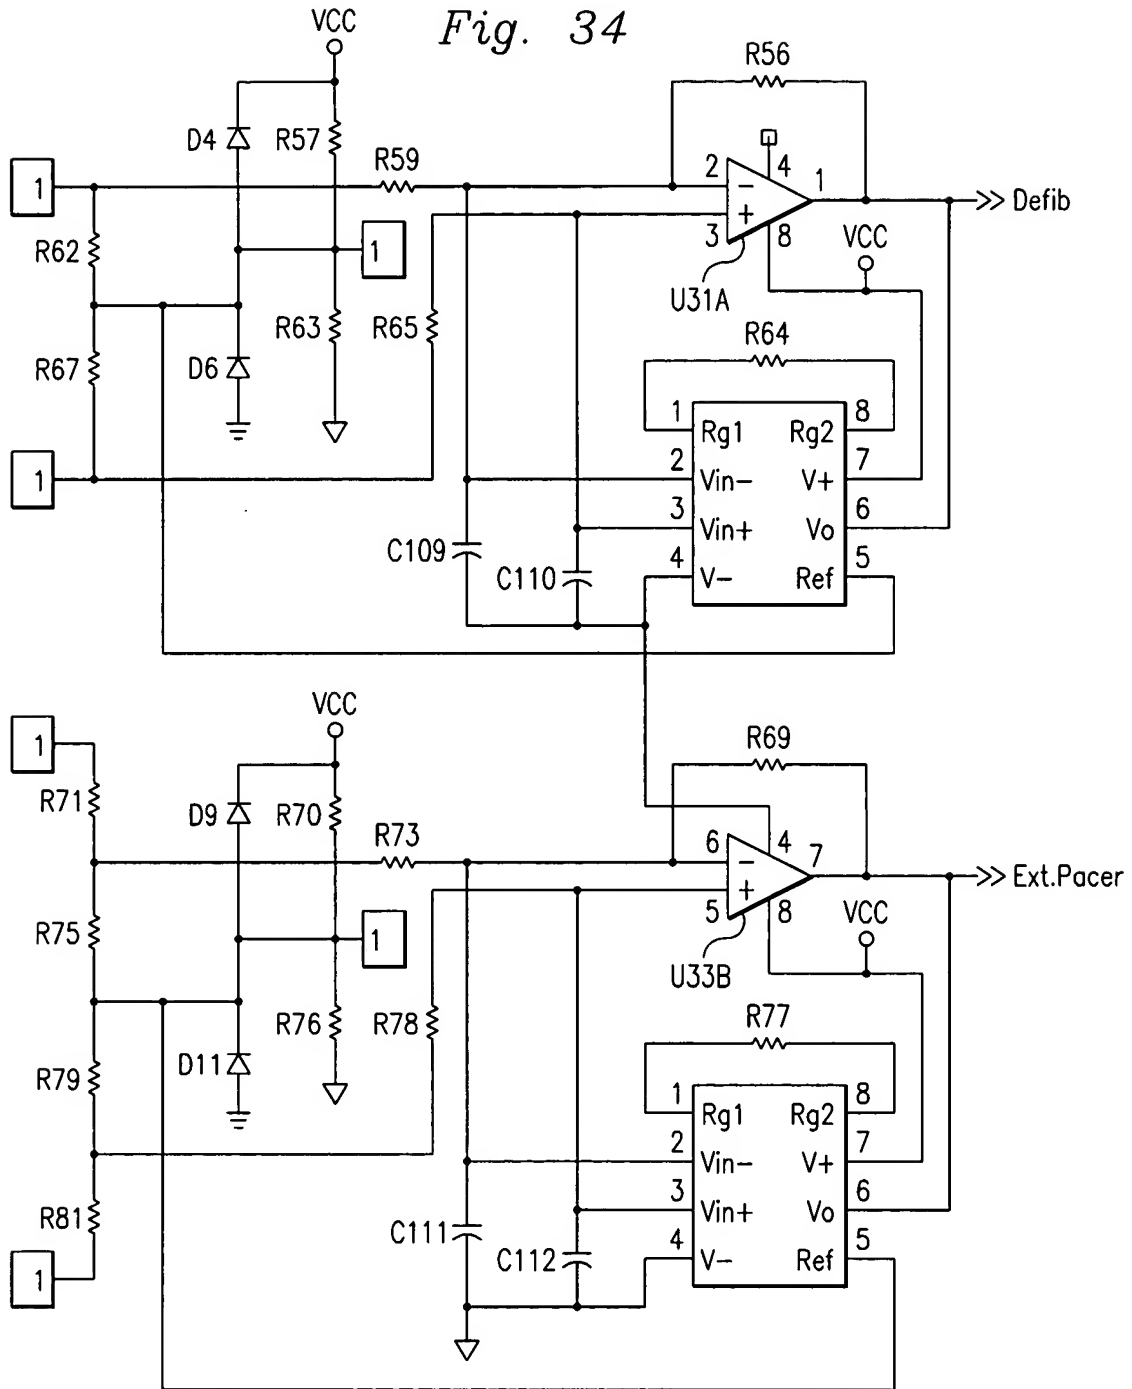 Fig. 34
VCC
R56
D4
R57
R59
1
2
-
4
1
Defib
+
3
8
VCC
R62
1
U31A
R63
R65
R64
R67
D6
1
8
Rg1
Rg2
2
7
1
Vin-
V+
3
6
Vin+
Vo
C109
4
5
C110
V-
Ref
VCC
1
R69
R71
D9
R70
R73
6
-
4
7
Ext.Pacer
+
5
8
VCC
R75
1
U33B
R76
R78
R77
D11
R79
1
8
Rg1
Rg2
2
7
Vin-
V+
3
6
R81
Vin+
Vo
C111
4
5
C112
V-
Ref
1